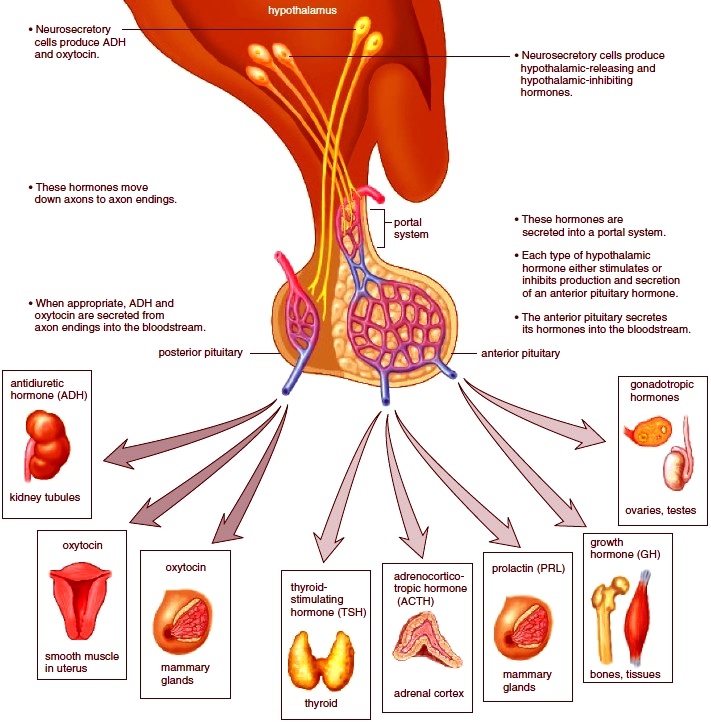 hypothalamus
• Neurosecretory
cells produce ADH
and oxytocin.
• Neurosecretory cells produce
hypothalamic-releasing and
hypothalamic-inhibiting
hormones.
• These hormones move
down axons to axon endings.
portal
system
• These hormones are
secreted into a portal system.
• Each type of hypothalamic
hormone either stimulates or
inhibits production and secretion
of an anterior pituitary hormone.
• When appropriate, ADH and
oxytocin are secreted from
axon endings into the bloodstream.
• The anterior pituitary secretes
its hormones into the bloodstream.
posterior pituitary
anterior pituitary
antidiuretic
hormone (ADH)
kidney tubules
gonadotropic
hormones
ovaries, testes
oxytocin
smooth muscle
in uterus
oxytocin
mammary
glands
thyroid-
stimulating
hormone (TSH)
thyroid
adrenocortico-
tropic hormone
(ACTH)
adrenal cortex
prolactin (PRL)
mammary
glands
growth
hormone (GH)
bones, tissues